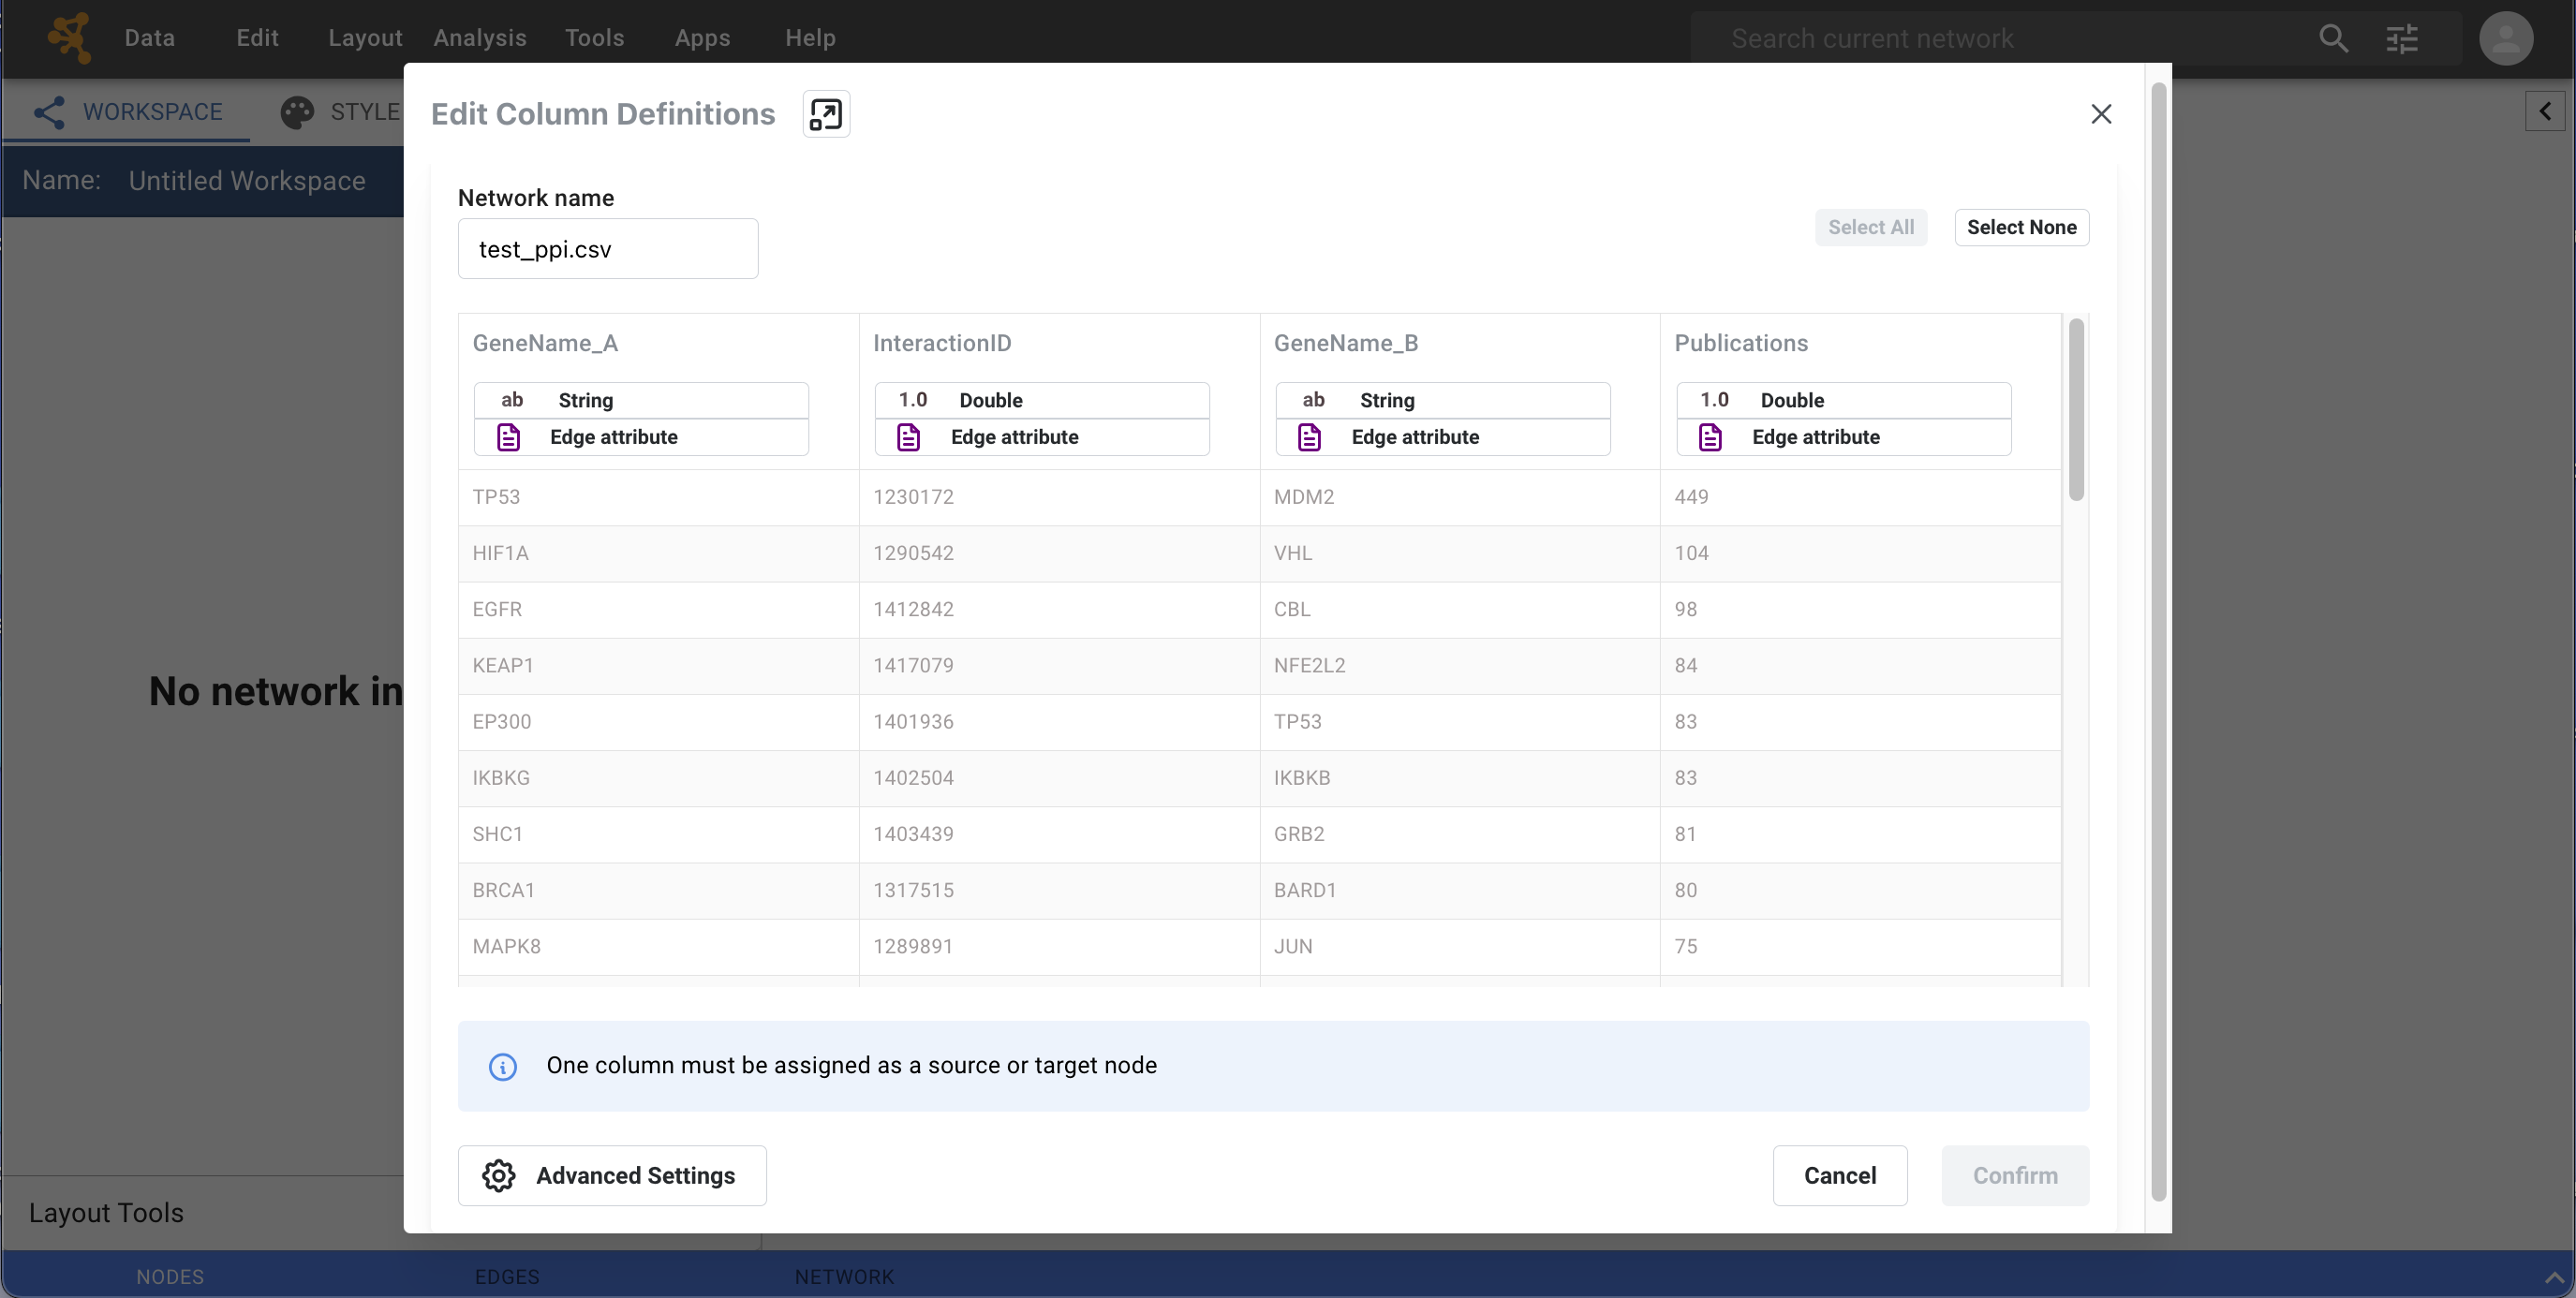 Data Edit Layout Analysis Tools Apps Help Search current network
WORKSPACE STYLE
Name: Untitled Workspace
No network in
Layout Tools
Edit Column Definitions
Network name
test_ppi.csv
Select All Select None
GeneName_A InteractionID GeneName_B Publications
ab String 1.0 Double ab String 1.0 Double
Edge attribute Edge attribute Edge attribute Edge attribute
TP53 1230172 MDM2 449
HIF1A 1290542 VHL 104
EGFR 1412842 CBL 98
KEAP1 1417079 NFE2L2 84
EP300 1401936 TP53 83
IKBKG 1402504 IKBKB 83
SHC1 1403439 GRB2 81
BRCA1 1317515 BARD1 80
MAPK8 1289891 JUN 75
One column must be assigned as a source or target node
Advanced Settings Cancel Confirm
NODES EDGES NETWORK